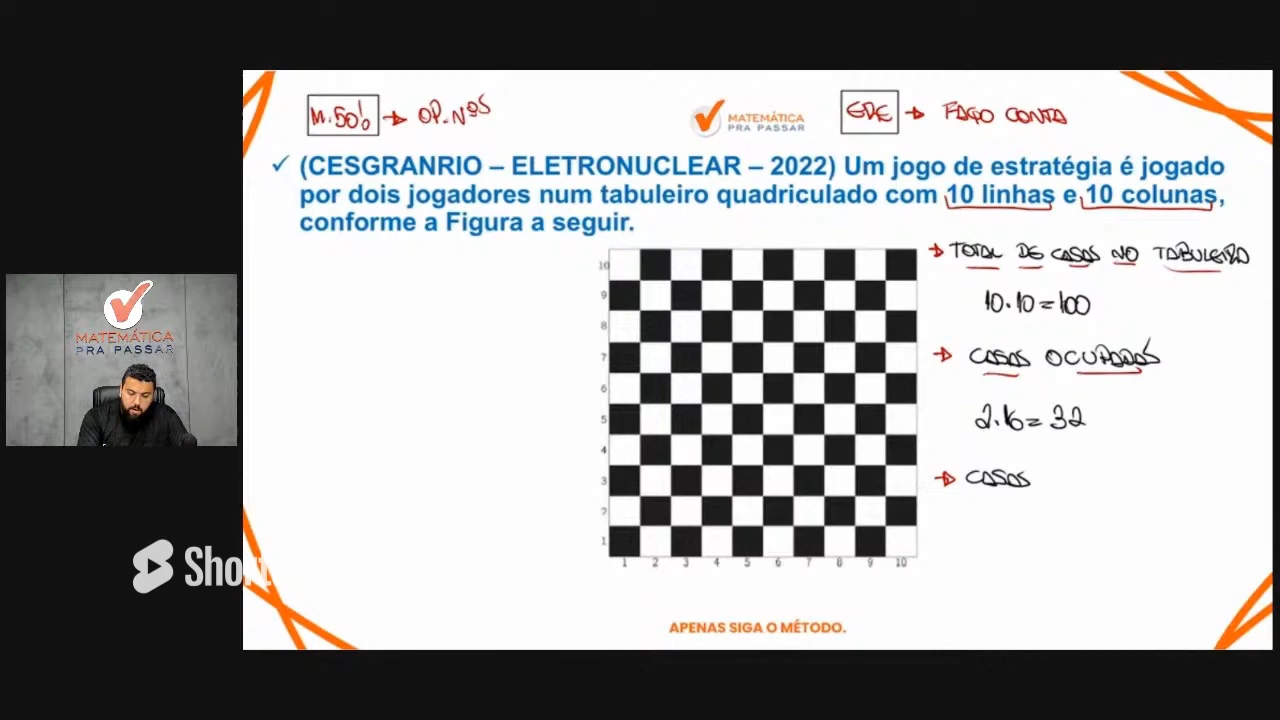 M.50% → OP. Nºs
MATEMÁTICA
PRA PASSAR
EDE → FAÇO CONTA
✓ (CESGRANRIO – ELETRONUCLEAR – 2022) Um jogo de estratégia é jogado
por dois jogadores num tabuleiro quadriculado com 10 linhas e 10 colunas,
conforme a Figura a seguir.
→ TOTAL DE CASAS NO TABULEIRO
10.10=100
→ CASAS OCUPADAS
2.16=32
→ CASAS
10
9
8
7
6
5
4
3
2
1
1 2 3 4 5 6 7 8 9 10
MATEMÁTICA
PRA PASSAR
Short
APENAS SIGA O MÉTODO.